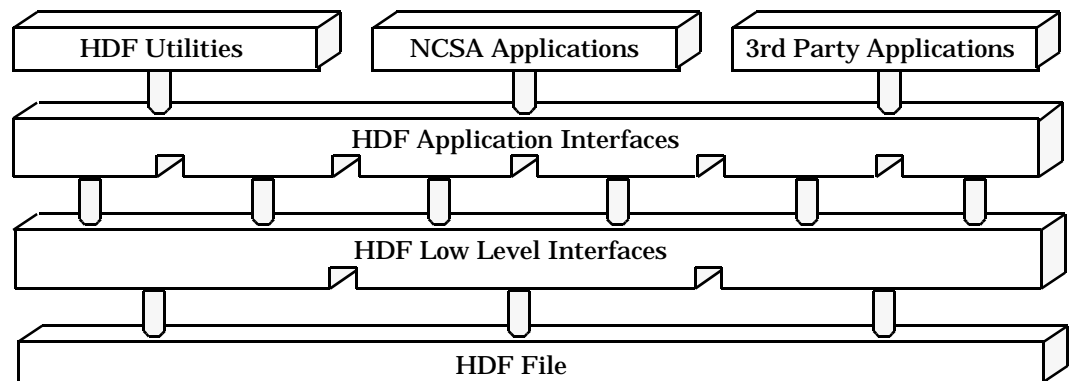 HDF Utilities
NCSA Applications
3rd Party Applications
HDF Application Interfaces
HDF Low Level Interfaces
HDF File